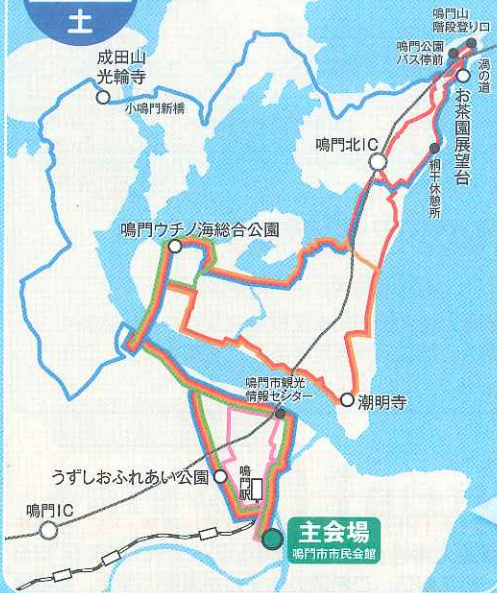 土
鳴門山
階段登り口
鳴門公園
バス停前
渦の道
お茶園展望台
成田山
光輪寺
小鳴門新橋
鳴門北IC
網干休憩所
鳴門ウチノ海総合公園
鳴門市観光
情報センター
潮明寺
うずしおふれあい公園
鳴門駅
鳴門IC
主会場
鳴門市市民会館